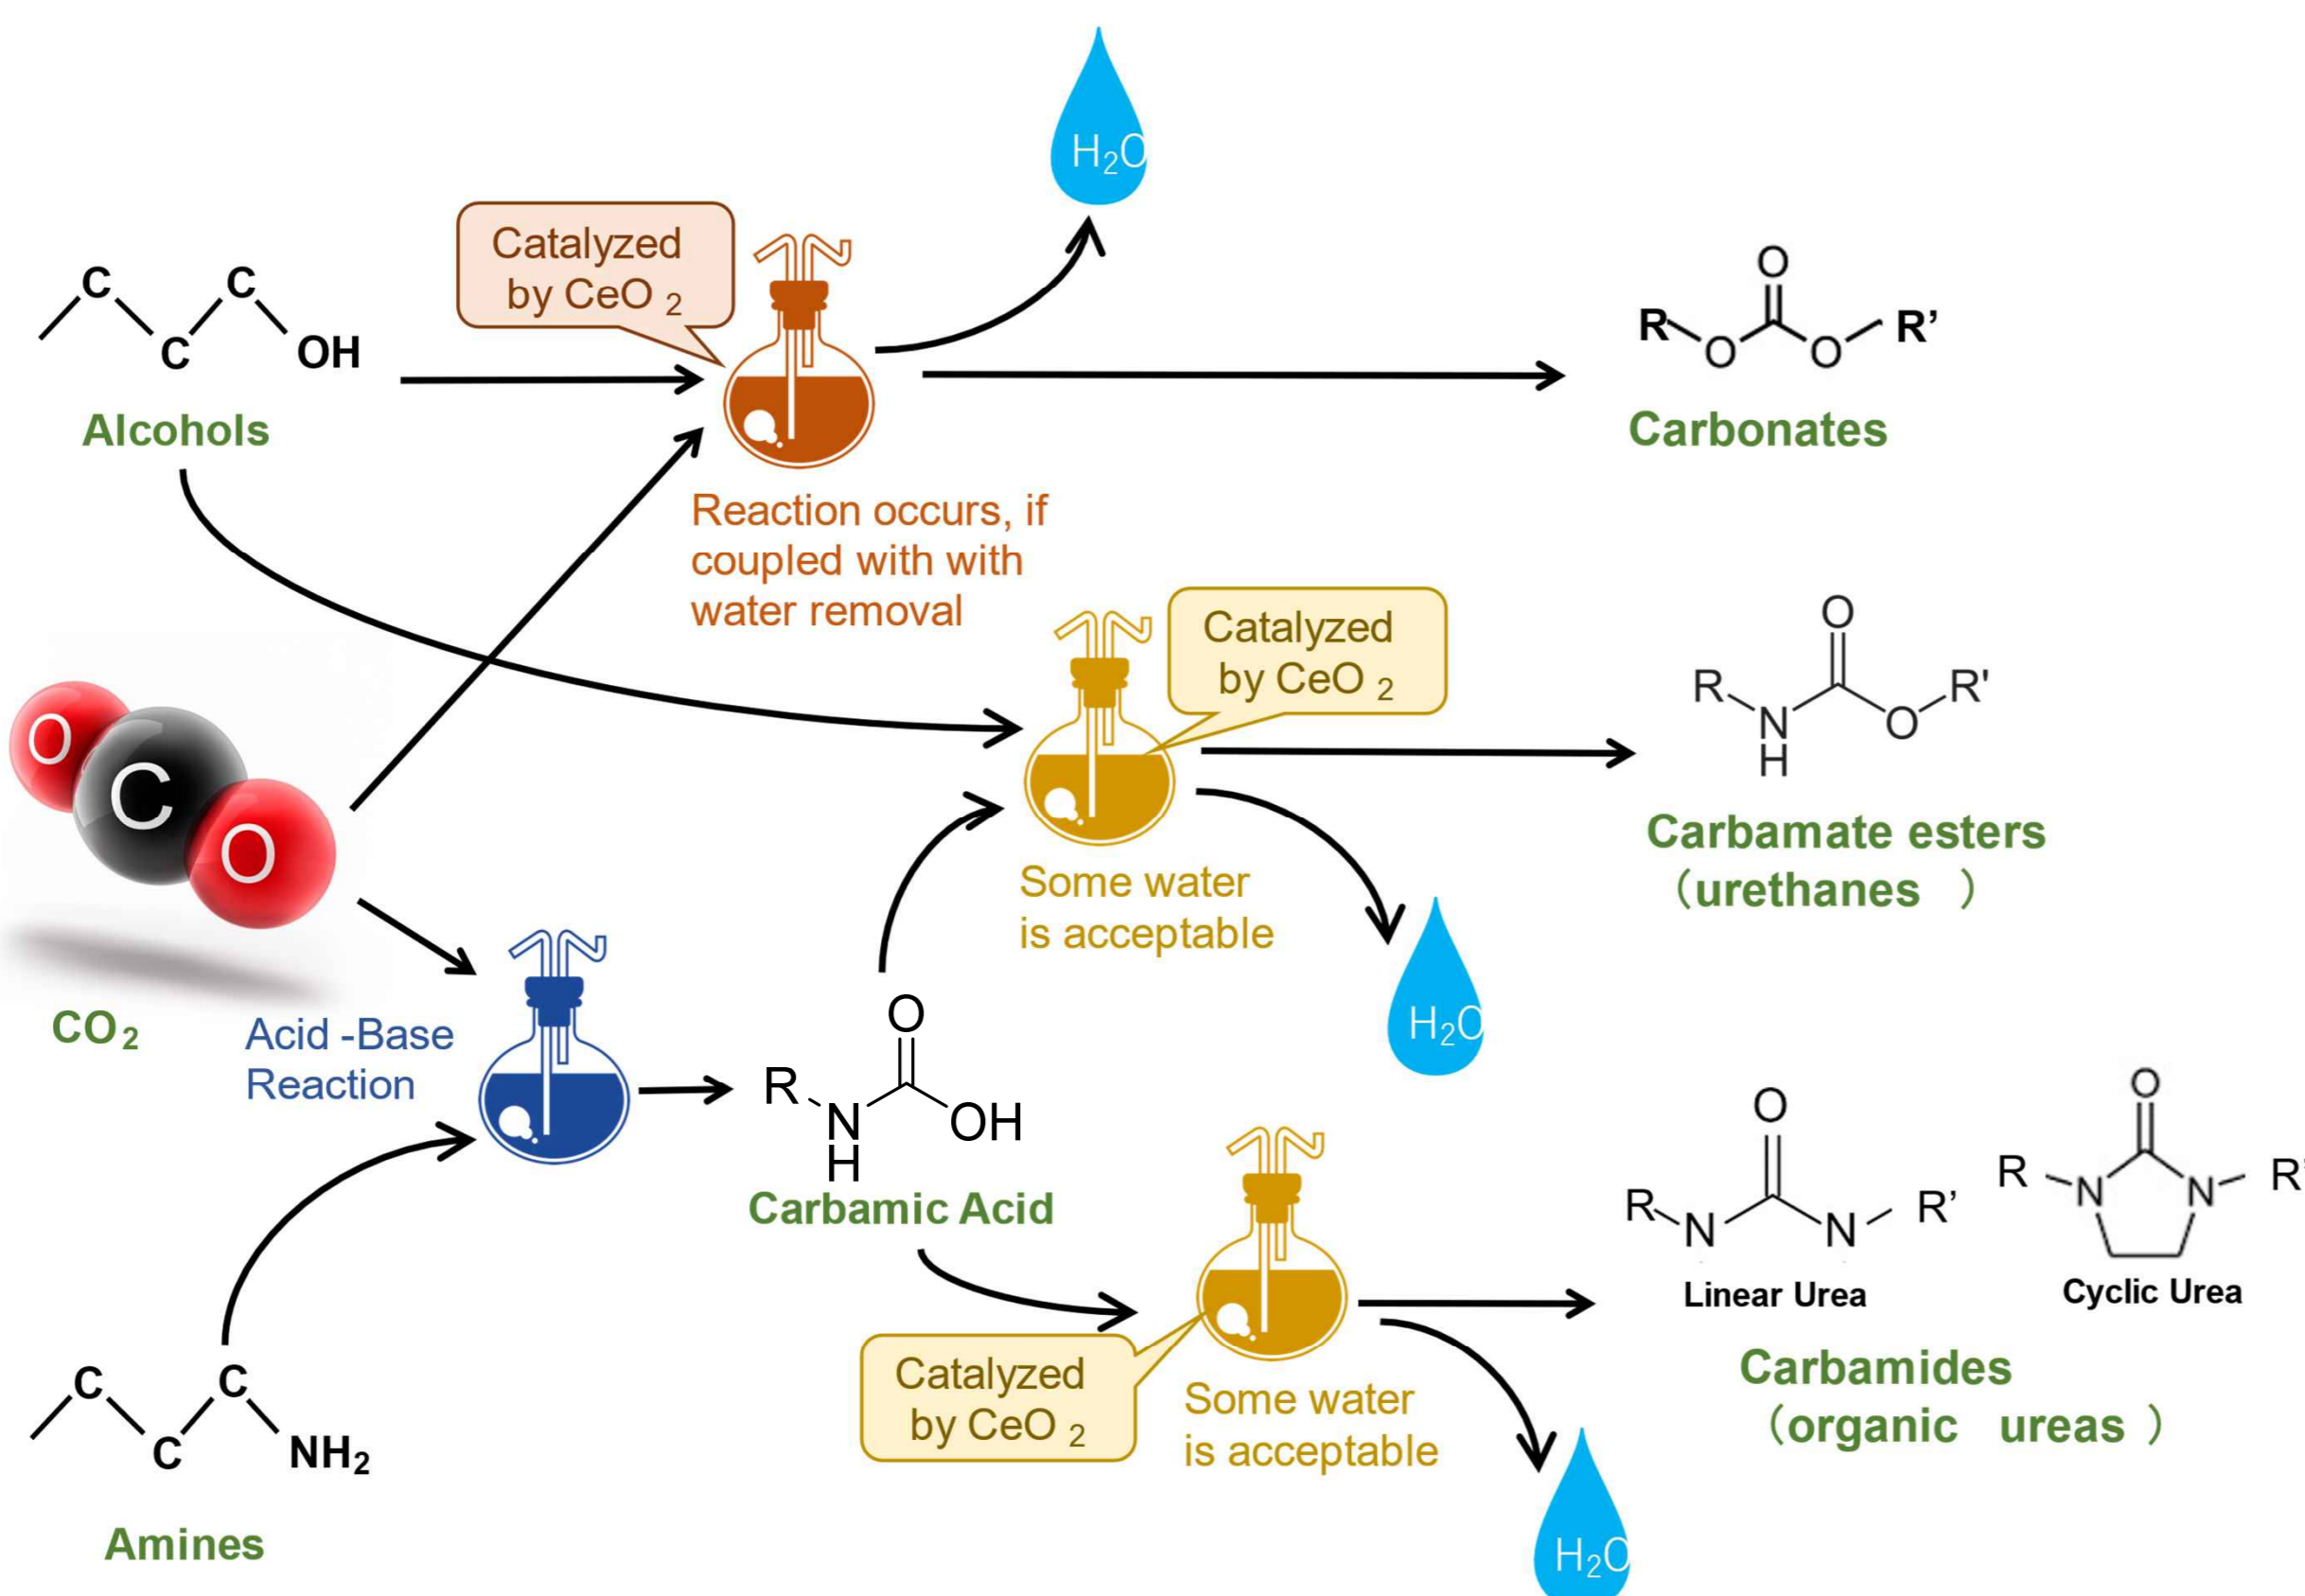 H2O
Catalyzed
by CeO 2
C
C
C
OH
Alcohols
O
R
O
O
R’
Carbonates
Reaction occurs, if
coupled with with
water removal
Catalyzed
by CeO 2
O
C
O
CO2
Some water
is acceptable
O
R
N
H
O
R'
Carbamate esters
（urethanes ）
H2O
Acid -Base
Reaction
O
R
N
H
OH
Carbamic Acid
C
C
C
NH2
Amines
Catalyzed
by CeO 2
Some water
is acceptable
O
R
N
N
R’
Linear Urea
O
R
N
N
R’
Cyclic Urea
Carbamides
（organic ureas ）
H2O